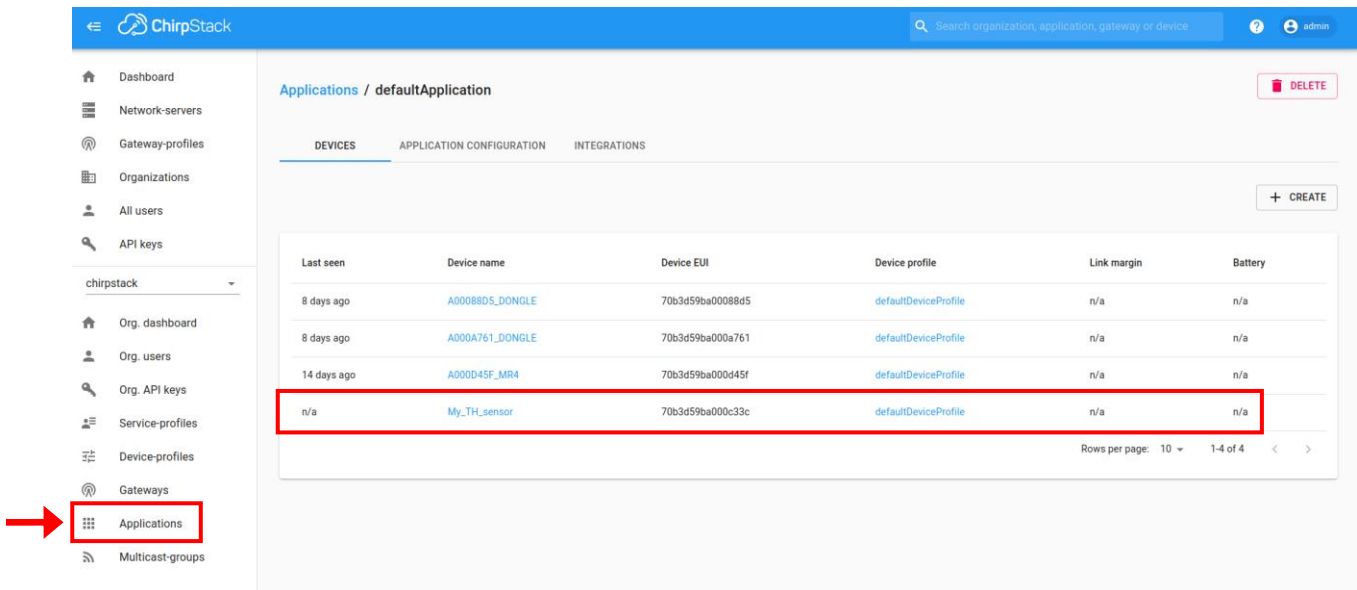 ChirpStack
Search organization, application, gateway or device
? admin
Dashboard
Network-servers
Gateway-profiles
Organizations
All users
API keys
chirpstack
Org. dashboard
Org. users
Org. API keys
Service-profiles
Device-profiles
Gateways
Applications
Multicast-groups
Applications / defaultApplication
DELETE
DEVICES APPLICATION CONFIGURATION INTEGRATIONS
+ CREATE
Last seen Device name Device EUI Device profile Link margin Battery
8 days ago A00088D5_DONGLE 70b3d59ba00088d5 defaultDeviceProfile n/a n/a
8 days ago A000A761_DONGLE 70b3d59ba000a761 defaultDeviceProfile n/a n/a
14 days ago A000D45F_MR4 70b3d59ba000d45f defaultDeviceProfile n/a n/a
n/a My_TH_sensor 70b3d59ba000c33c defaultDeviceProfile n/a n/a
Rows per page: 10 1-4 of 4 < >